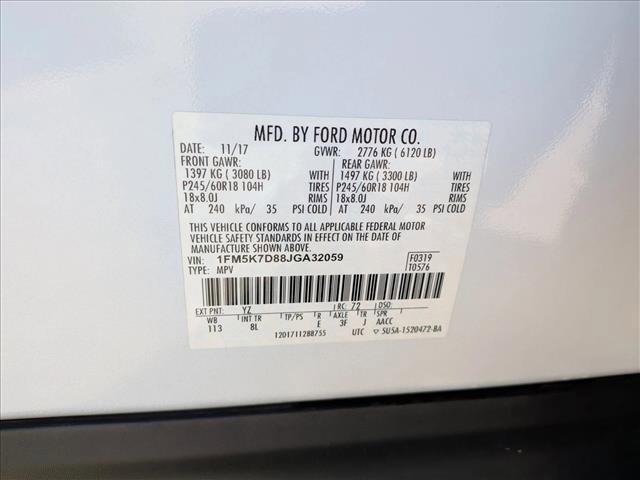 MFD. BY FORD MOTOR CO.
DATE: 11/17 GVWR: 2776 KG ( 6120 LB)
FRONT GAWR: REAR GAWR:
1397 KG ( 3080 LB) WITH 1497 KG ( 3300 LB) WITH
P245/60R18 104H TIRES P245/60R18 104H TIRES
18x8.0J RIMS 18x8.0J RIMS
AT 240 kPa/ 35 PSI COLD AT 240 kPa/ 35 PSI COLD
THIS VEHICLE CONFORMS TO ALL APPLICABLE FEDERAL MOTOR
VEHICLE SAFETY STANDARDS IN EFFECT ON THE DATE OF
MANUFACTURE SHOWN ABOVE.
VIN: 1FM5K7D88JGA32059 F0319
TYPE: MPV T0576
EXT PNT: YZ RC: 72 DSO:
WB INT TR TP/PS R AXLE TR SPR
113 8L E 3F J AACC
1201711288755 UTC ▽5U5A-1520472-BA